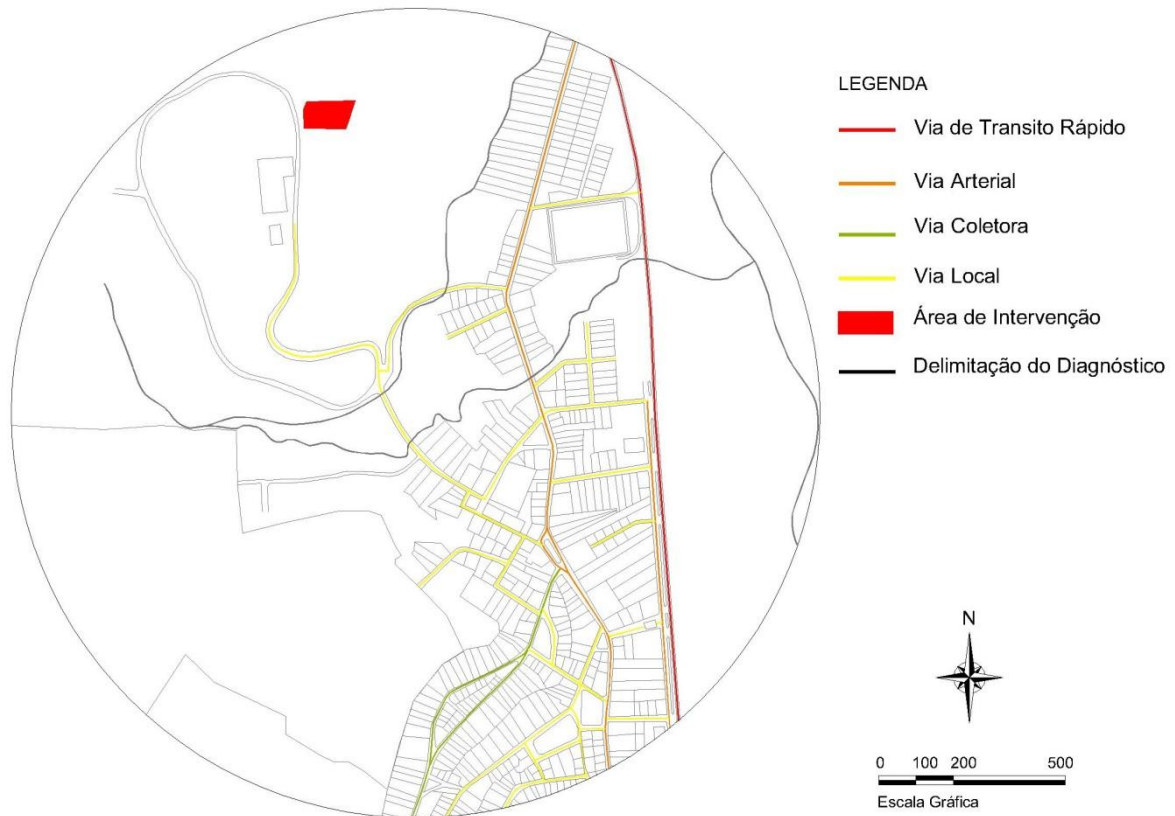 LEGENDA
Via de Transito Rápido
Via Arterial
Via Coletora
Via Local
Área de Intervenção
Delimitação do Diagnóstico
N
0 100 200 500
Escala Gráfica